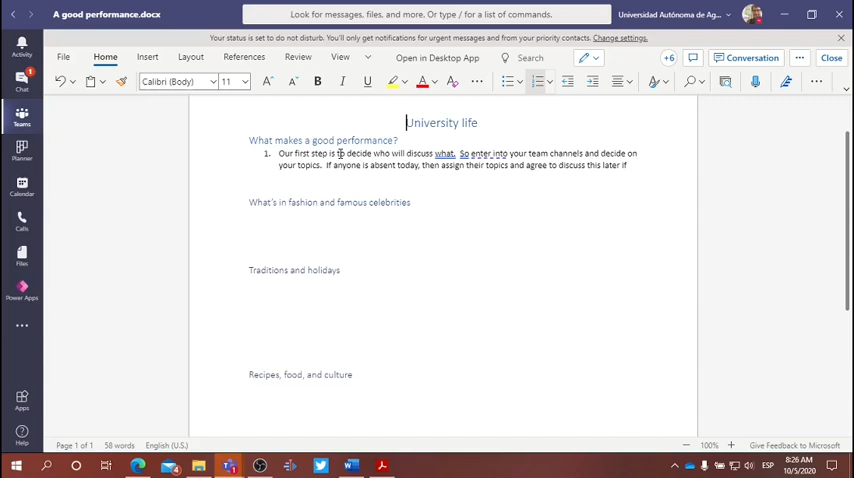 A good performance.docx
Look for messages, files, and more. Or type / for a list of commands.
Universidad Autónoma de Ag...
Your status is set to do not disturb. You'll only get notifications for urgent messages and from your priority contacts. Change settings.
File Home Insert Layout References Review View Open in Desktop App Search +6 Conversation Close
Calibri (Body) 11
Activity
Chat 1
Teams
Planner
Calendar
Calls
Files
Power Apps
Apps
Help
University life
What makes a good performance?
1. Our first step is to decide who will discuss what. So enter into your team channels and decide on
your topics. If anyone is absent today, then assign their topics and agree to discuss this later if
What's in fashion and famous celebrities
Traditions and holidays
Recipes, food, and culture
Page 1 of 1 58 words English (U.S.) 100% Give Feedback to Microsoft
ESP 8:26 AM
10/5/2020